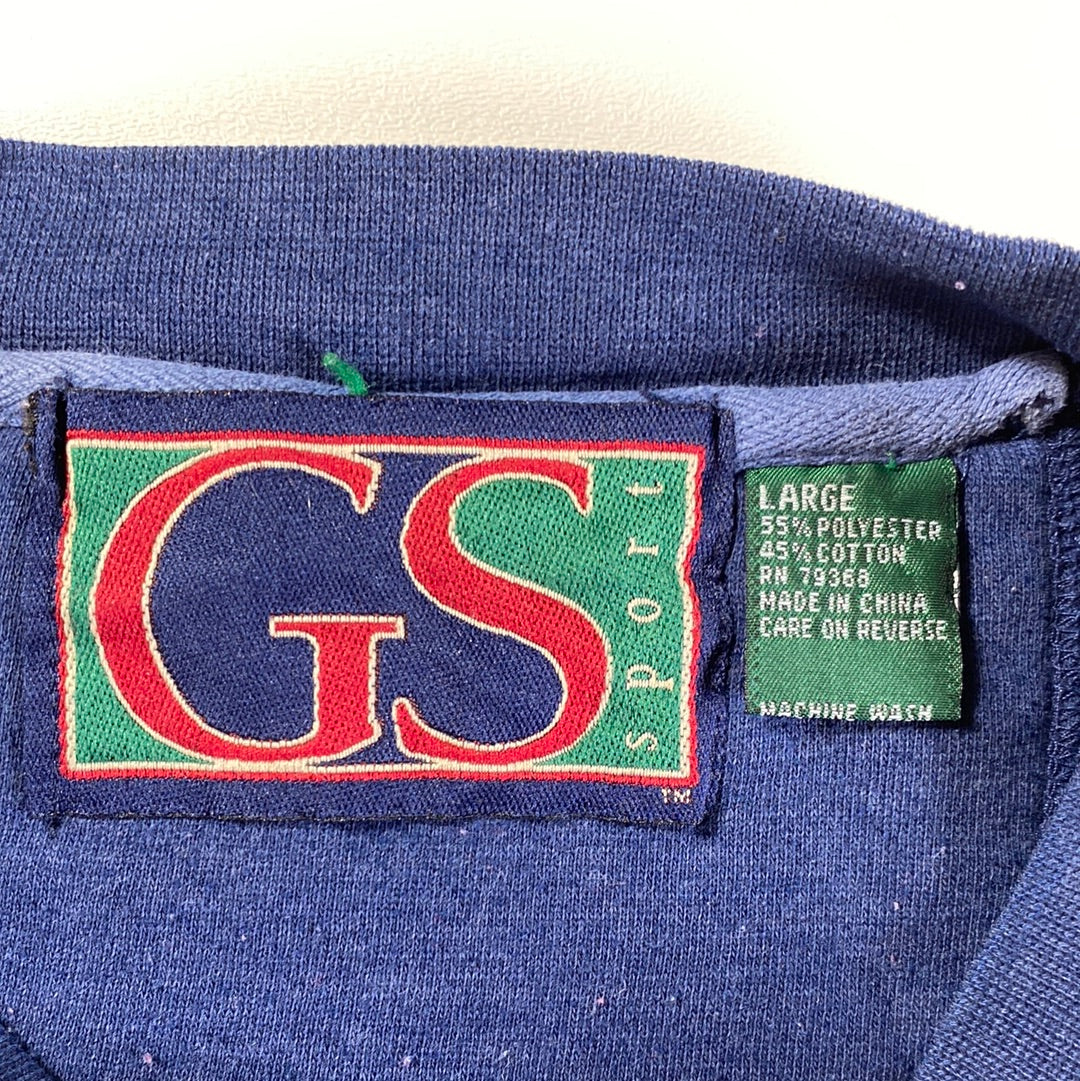 GS
sport
TM
LARGE
55% POLYESTER
45% COTTON
RN 79368
MADE IN CHINA
CARE ON REVERSE
MACHINE WASH